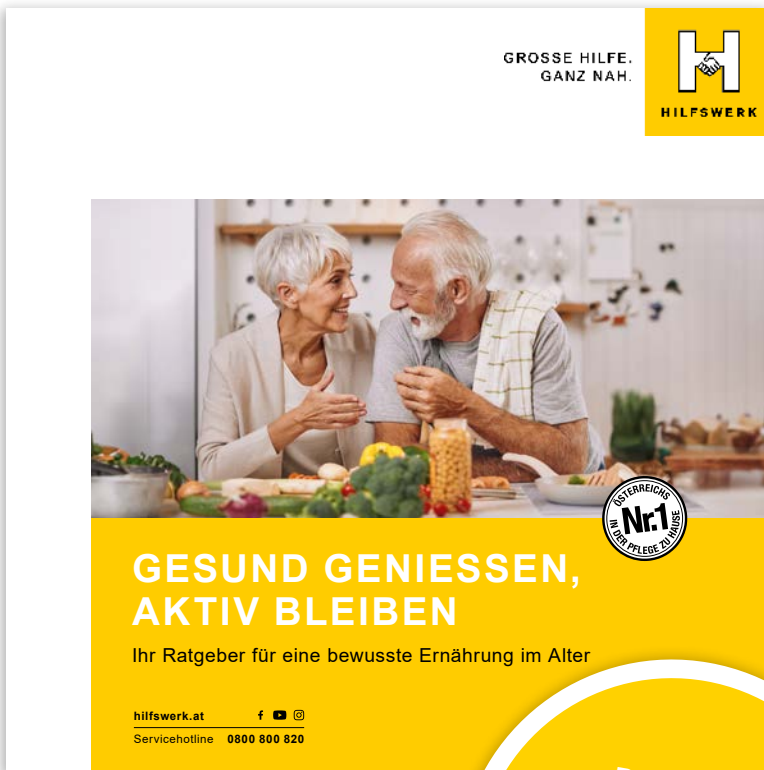 GROSSE HILFE.
GANZ NAH.
HILFSWERK
ÖSTERREICHS
Nr.1
IN DER PFLEGE ZU HAUSE
GESUND GENIESSEN,
AKTIV BLEIBEN
Ihr Ratgeber für eine bewusste Ernährung im Alter
hilfswerk.at
Servicehotline 0800 800 820